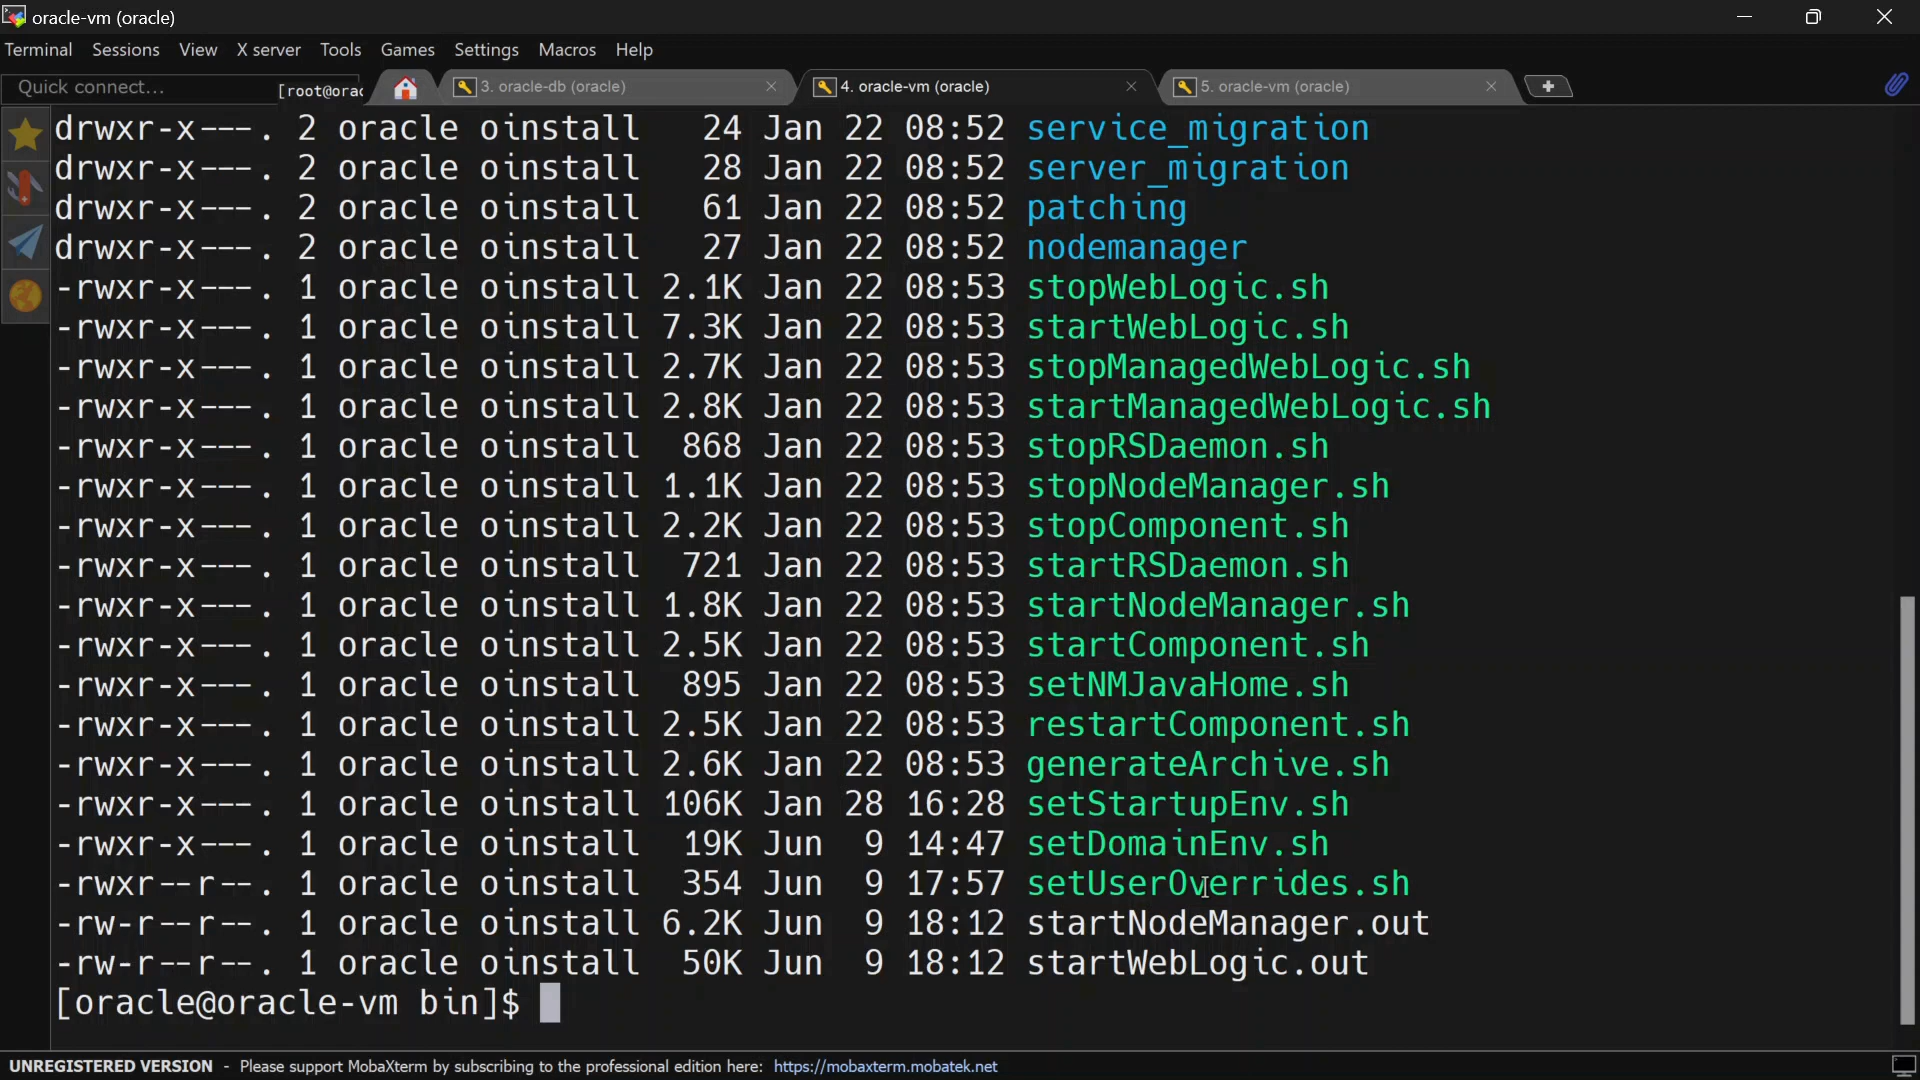 oracle-vm (oracle)
Terminal Sessions View X server Tools Games Settings Macros Help
Quick connect... [root@orac 3. oracle-db (oracle) 4. oracle-vm (oracle) 5. oracle-vm (oracle)
drwxr-x---. 2 oracle oinstall 24 Jan 22 08:52 service_migration
drwxr-x---. 2 oracle oinstall 28 Jan 22 08:52 server_migration
drwxr-x---. 2 oracle oinstall 61 Jan 22 08:52 patching
drwxr-x---. 2 oracle oinstall 27 Jan 22 08:52 nodemanager
-rwxr-x---. 1 oracle oinstall 2.1K Jan 22 08:53 stopWebLogic.sh
-rwxr-x---. 1 oracle oinstall 7.3K Jan 22 08:53 startWebLogic.sh
-rwxr-x---. 1 oracle oinstall 2.7K Jan 22 08:53 stopManagedWebLogic.sh
-rwxr-x---. 1 oracle oinstall 2.8K Jan 22 08:53 startManagedWebLogic.sh
-rwxr-x---. 1 oracle oinstall 868 Jan 22 08:53 stopRSDaemon.sh
-rwxr-x---. 1 oracle oinstall 1.1K Jan 22 08:53 stopNodeManager.sh
-rwxr-x---. 1 oracle oinstall 2.2K Jan 22 08:53 stopComponent.sh
-rwxr-x---. 1 oracle oinstall 721 Jan 22 08:53 startRSDaemon.sh
-rwxr-x---. 1 oracle oinstall 1.8K Jan 22 08:53 startNodeManager.sh
-rwxr-x---. 1 oracle oinstall 2.5K Jan 22 08:53 startComponent.sh
-rwxr-x---. 1 oracle oinstall 895 Jan 22 08:53 setNMJavaHome.sh
-rwxr-x---. 1 oracle oinstall 2.5K Jan 22 08:53 restartComponent.sh
-rwxr-x---. 1 oracle oinstall 2.6K Jan 22 08:53 generateArchive.sh
-rwxr-x---. 1 oracle oinstall 106K Jan 28 16:28 setStartupEnv.sh
-rwxr-x---. 1 oracle oinstall 19K Jun 9 14:47 setDomainEnv.sh
-rwxr--r--. 1 oracle oinstall 354 Jun 9 17:57 setUserOverrides.sh
-rw-r--r--. 1 oracle oinstall 6.2K Jun 9 18:12 startNodeManager.out
-rw-r--r--. 1 oracle oinstall 50K Jun 9 18:12 startWebLogic.out
[oracle@oracle-vm bin]$
UNREGISTERED VERSION - Please support MobaXterm by subscribing to the professional edition here: https://mobaxterm.mobatek.net